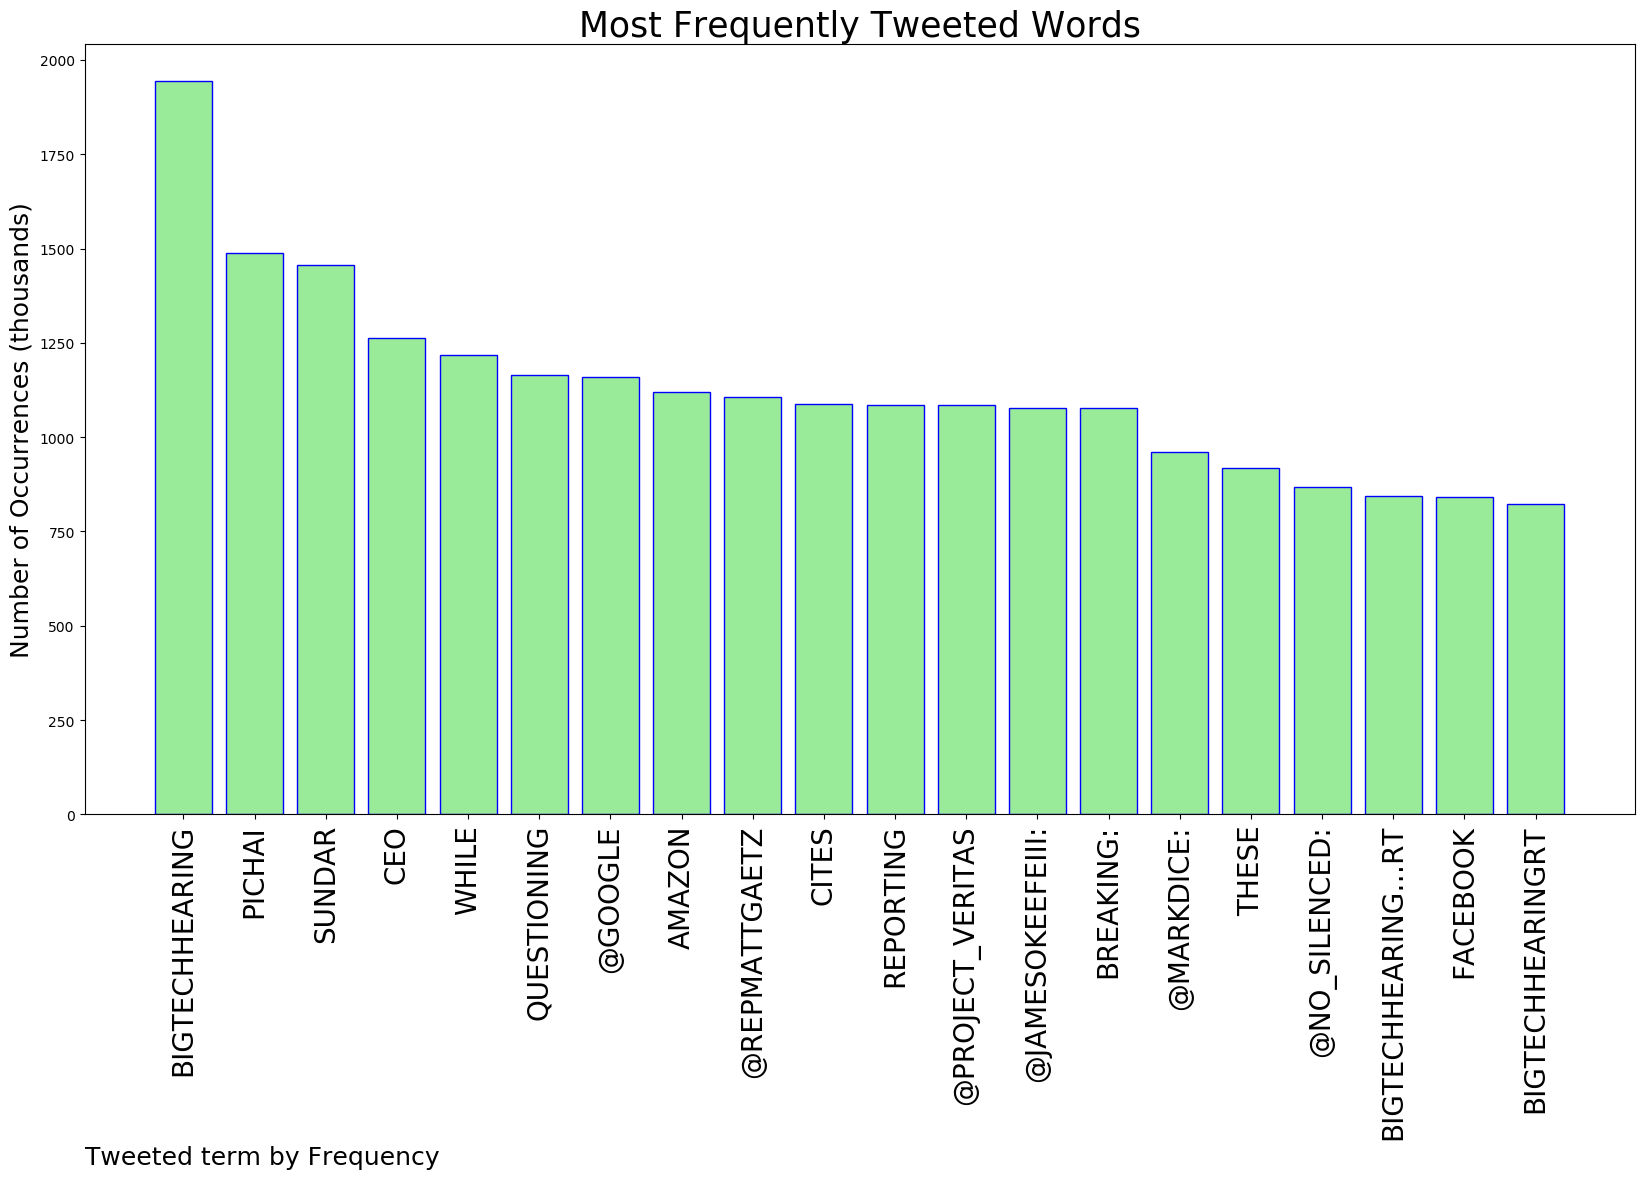 Most Frequently Tweeted Words
Number of Occurrences (thousands)
2000
1750
1500
1250
1000
750
500
250
0
BIGTECHHEARING
PICHAI
SUNDAR
CEO
WHILE
QUESTIONING
@GOOGLE
AMAZON
@REPMATTGAETZ
CITES
REPORTING
@PROJECT_VERITAS
@JAMESOKEEFEIII:
BREAKING:
@MARKDICE:
THESE
@NO_SILENCED:
BIGTECHHEARING...RT
FACEBOOK
BIGTECHHEARINGRT
Tweeted term by Frequency